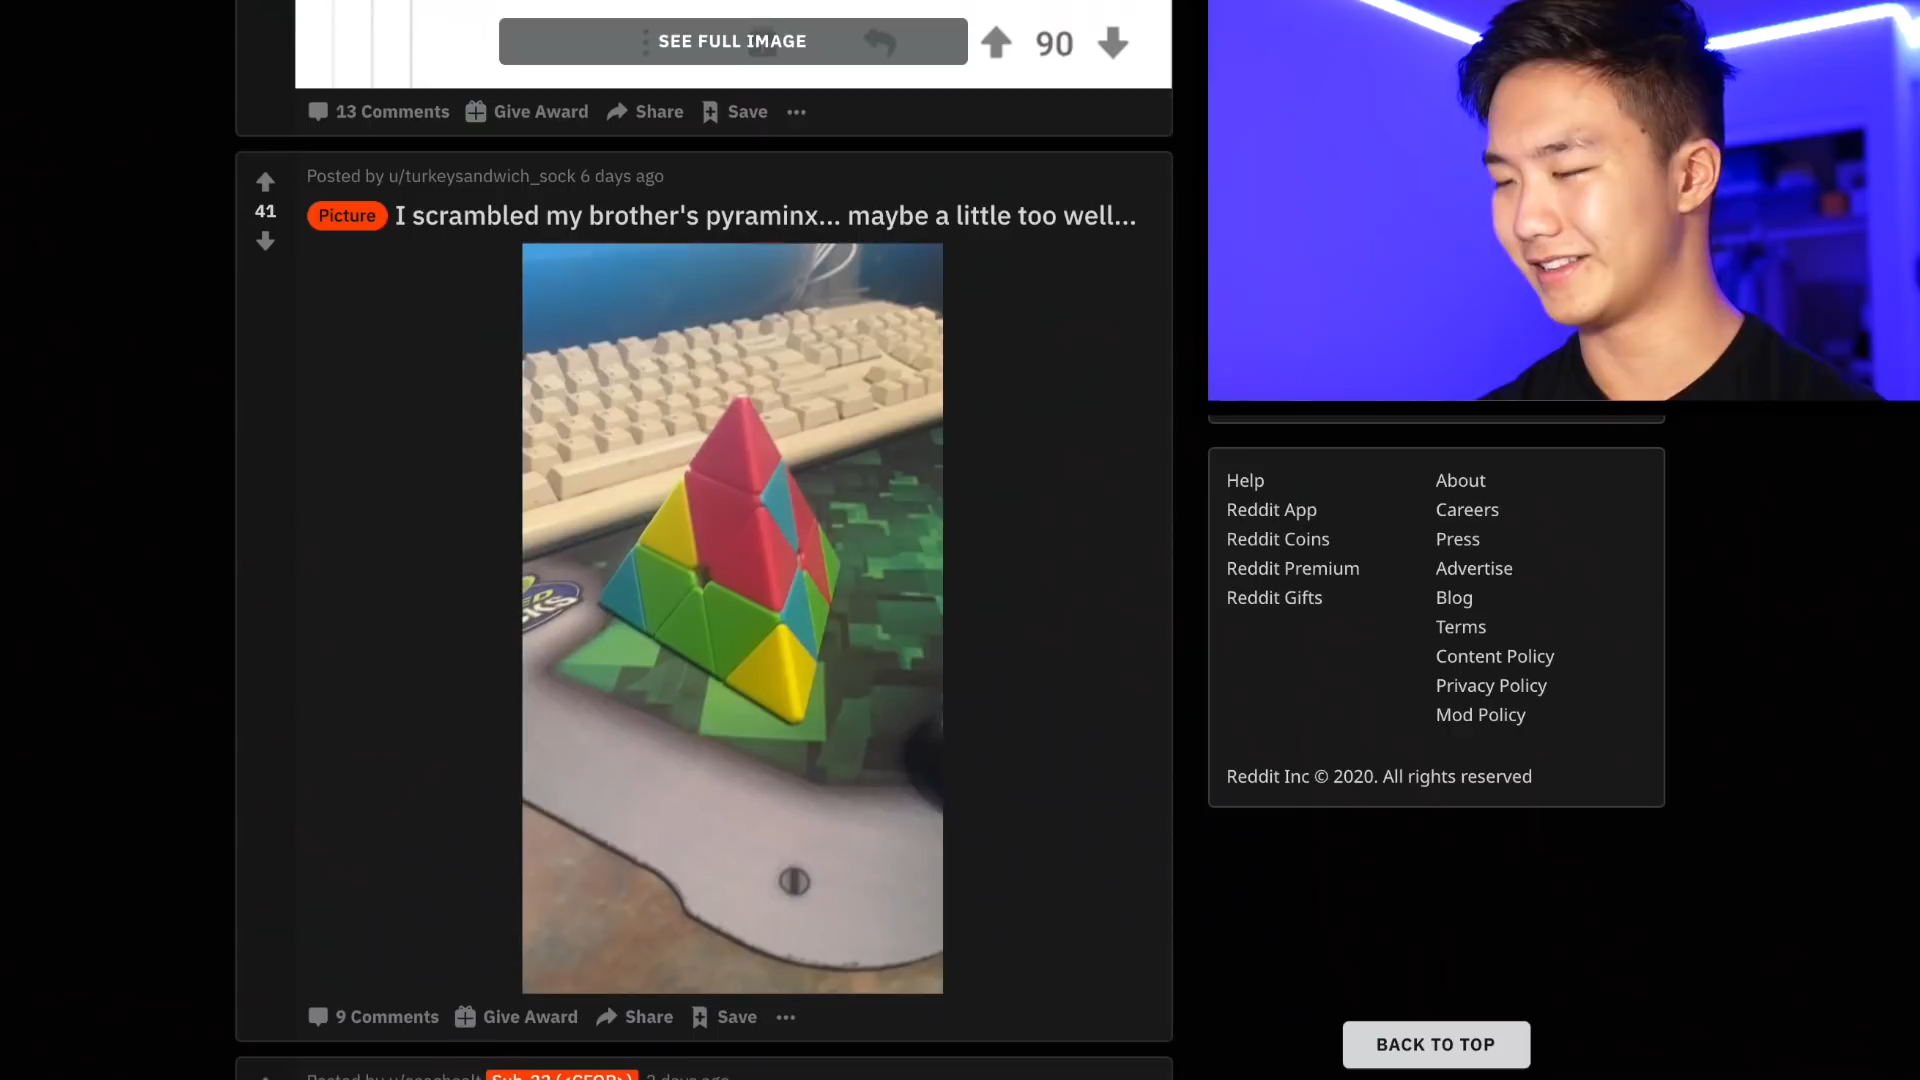 SEE FULL IMAGE
90
13 Comments Give Award Share Save
Posted by u/turkeysandwich_sock 6 days ago
41
Picture I scrambled my brother's pyraminx... maybe a little too well...
9 Comments Give Award Share Save
Help
Reddit App
Reddit Coins
Reddit Premium
Reddit Gifts
About
Careers
Press
Advertise
Blog
Terms
Content Policy
Privacy Policy
Mod Policy
Reddit Inc © 2020. All rights reserved
BACK TO TOP